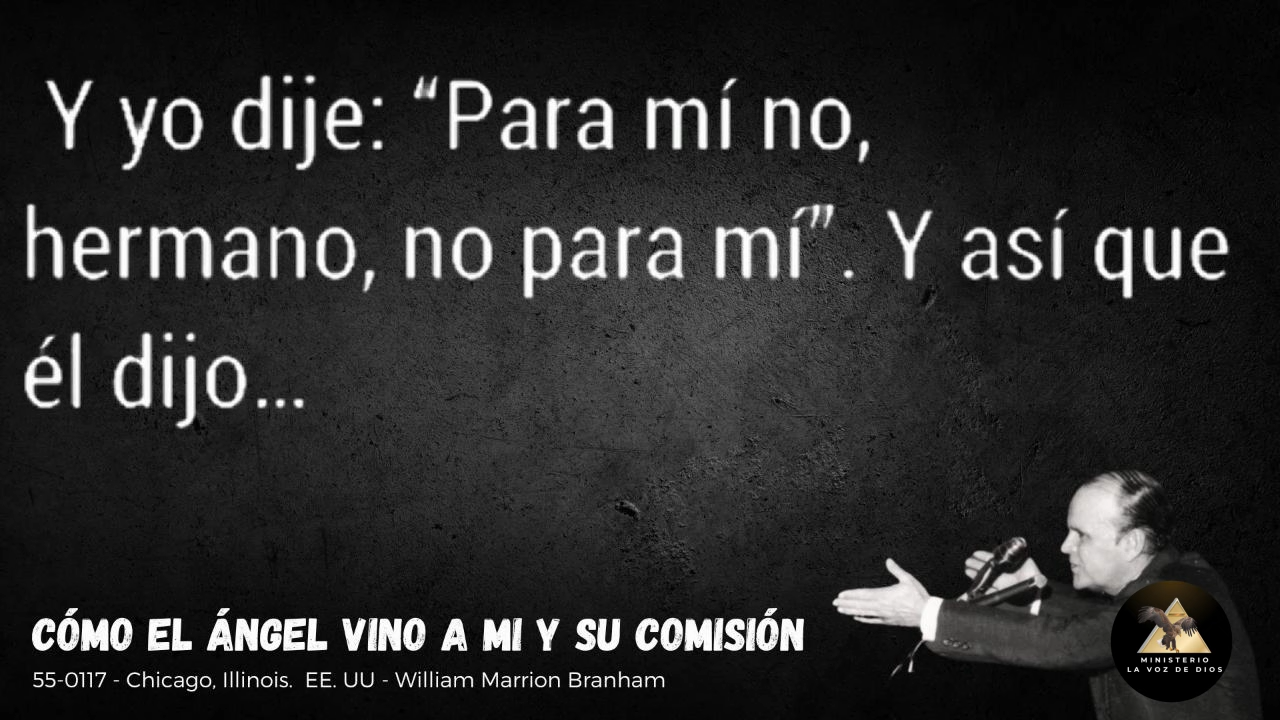 Y yo dije: “Para mí no,
hermano, no para mí”. Y así que
él dijo...
CÓMO EL ÁNGEL VINO A MI Y SU COMISIÓN
55-0117 - Chicago, Illinois. EE. UU - William Marrion Branham
MINISTERIO
LA VOZ DE DIOS